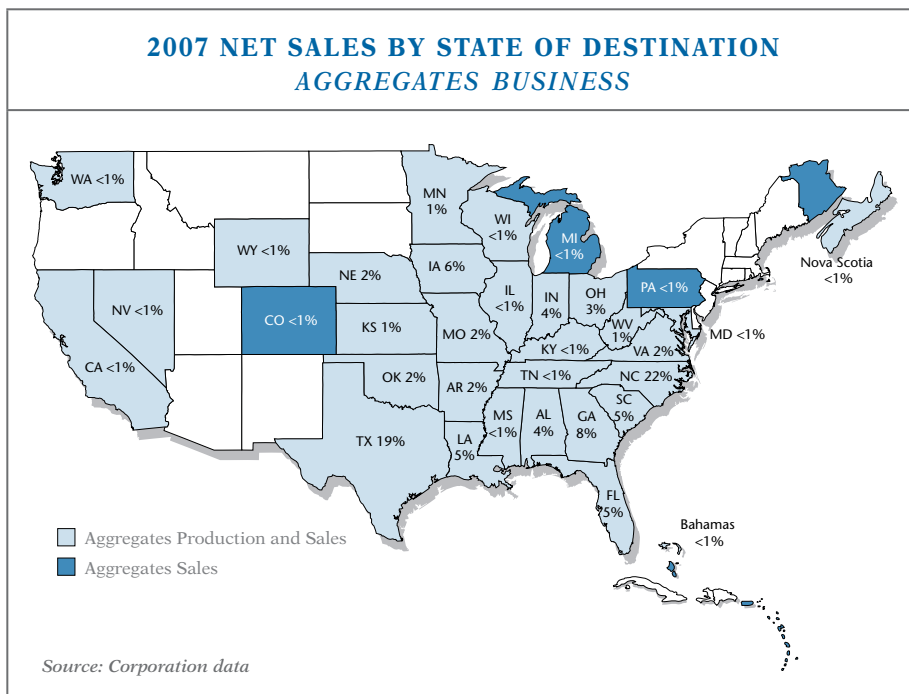 2007 NET SALES BY STATE OF DESTINATION
AGGREGATES BUSINESS
WA <1%
MN
1%
WI
<1%
MI
<1%
WY <1%
Nova Scotia
<1%
IA 6%
NE 2%
PA <1%
NV <1%
CO <1%
IL
<1%
IN
4%
OH
3%
WV
1%
MD <1%
KS 1%
MO 2%
KY <1%
VA 2%
CA <1%
TN <1%
NC 22%
OK 2%
AR 2%
SC
5%
MS
<1%
AL
4%
GA
8%
TX 19%
LA
5%
FL
5%
Bahamas
<1%
Aggregates Production and Sales
Aggregates Sales
Source: Corporation data